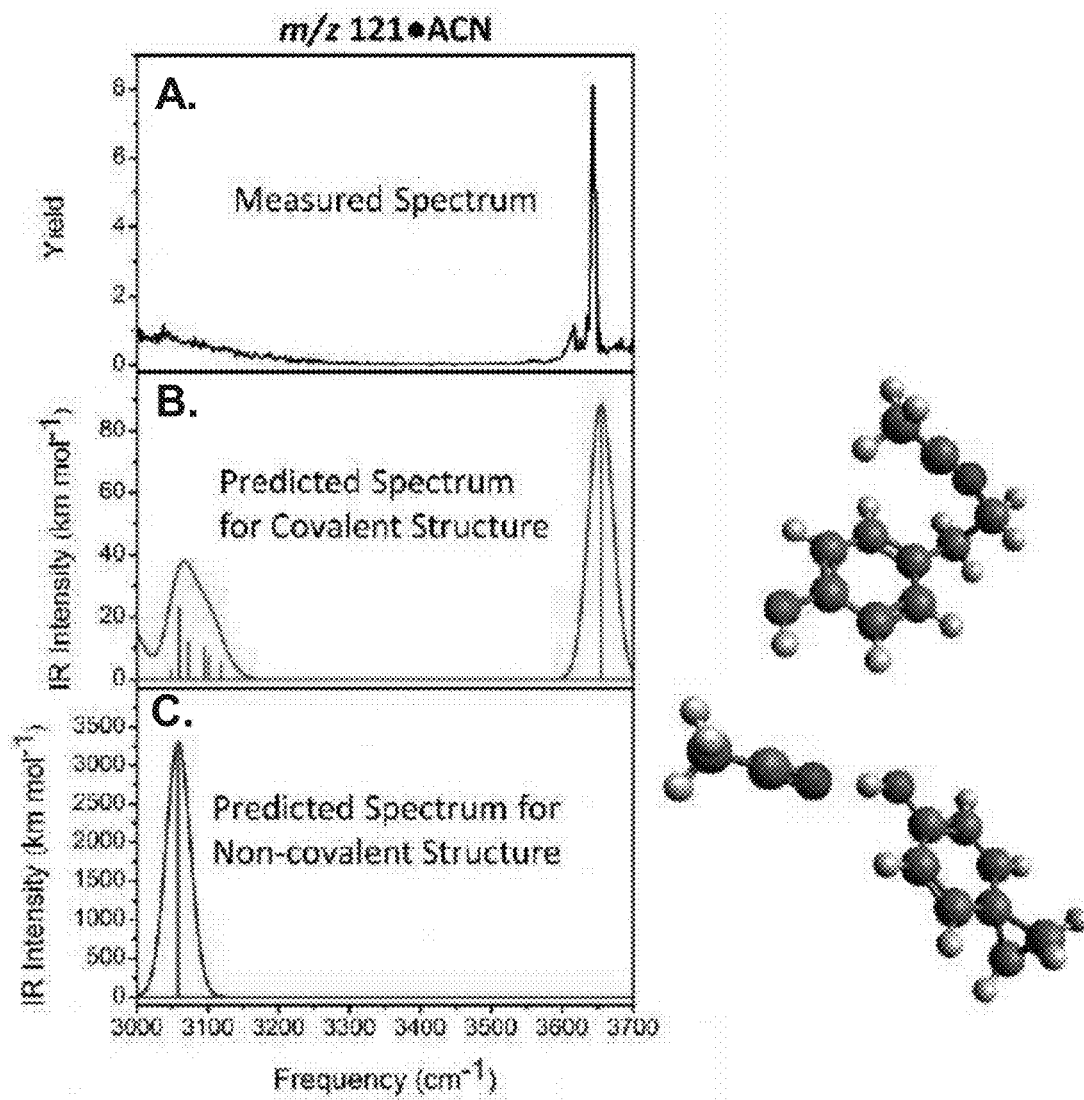 m/z 121●ACN
A.
Measured Spectrum
Yield
8
6
4
2
0
B.
Predicted Spectrum
for Covalent Structure
IR Intensity (km mol-1)
80
60
40
20
0
C.
Predicted Spectrum for
Non-covalent Structure
IR Intensity (km mol-1)
3500
3000
2500
2000
1500
1000
500
0
3000 3100 3200 3300 3400 3500 3600 3700
Frequency (cm-1)